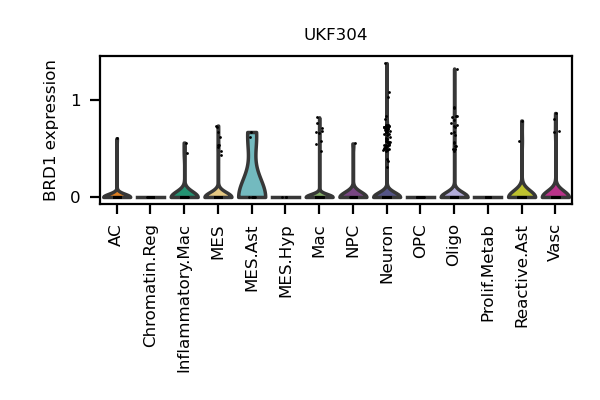 UKF304
BRD1 expression
1
0
AC
Chromatin.Reg
Inflammatory.Mac
MES
MES.Ast
MES.Hyp
Mac
NPC
Neuron
OPC
Oligo
Prolif.Metab
Reactive.Ast
Vasc